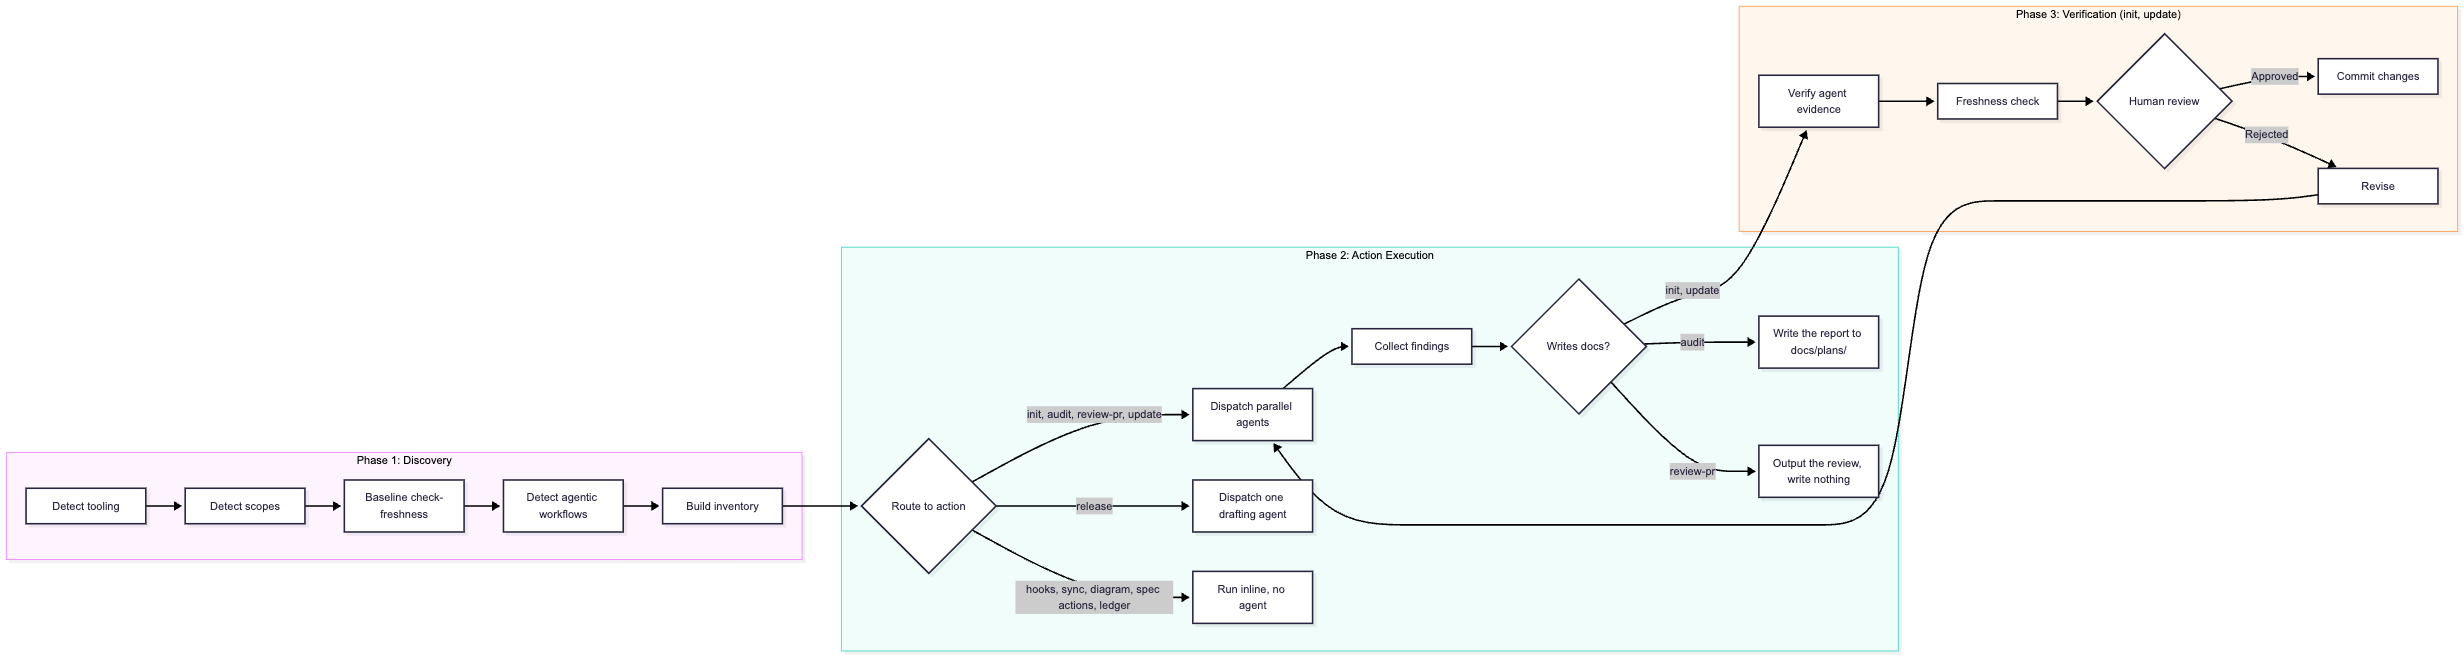 Phase 1: Discovery
Detect tooling
Detect scopes
Baseline check-
freshness
Detect agentic
workflows
Build inventory
Phase 2: Action Execution
Route to action
init, audit, review-pr, update
release
hooks, sync, diagram, spec
actions, ledger
Dispatch parallel
agents
Dispatch one
drafting agent
Run inline, no
agent
Collect findings
Writes docs?
init, update
audit
review-pr
Write the report to
docs/plans/
Output the review,
write nothing
Phase 3: Verification (init, update)
Verify agent
evidence
Freshness check
Human review
Approved
Rejected
Commit changes
Revise